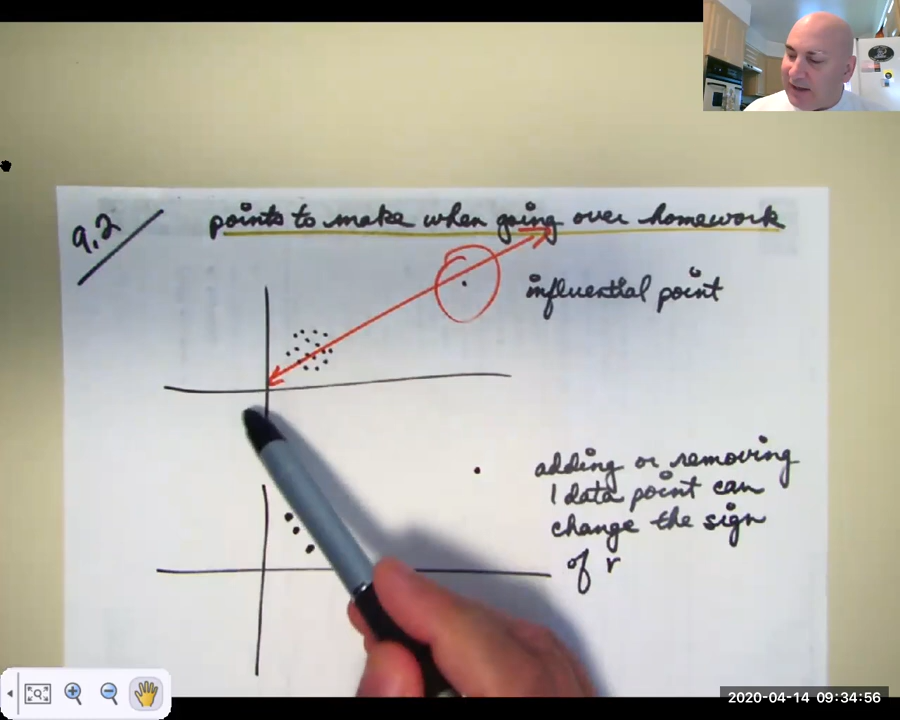 9.2
points to make when going over homework
influential point
adding or removing
1 data point can
change the sign
of r
2020-04-14 09:34:56